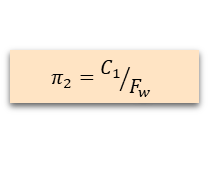 π₂ = C₁/F_w